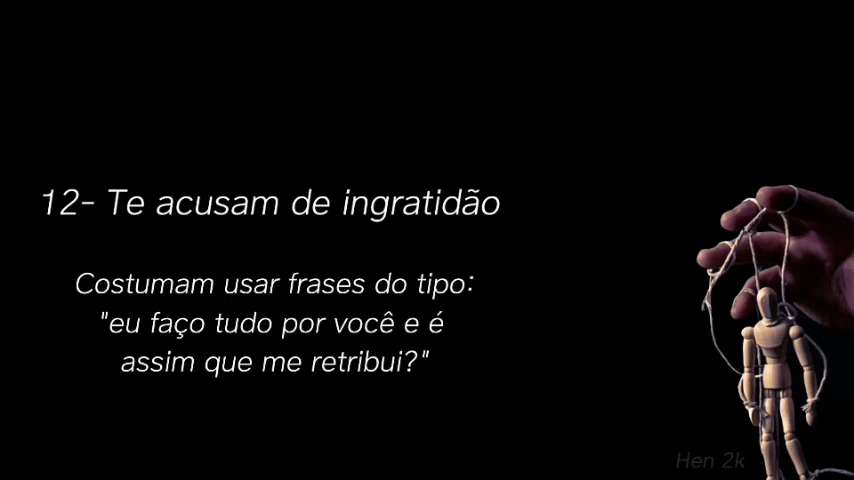 12- Te acusam de ingratidão
Costumam usar frases do tipo:
"eu faço tudo por você e é
assim que me retribui?"
Hen 2k